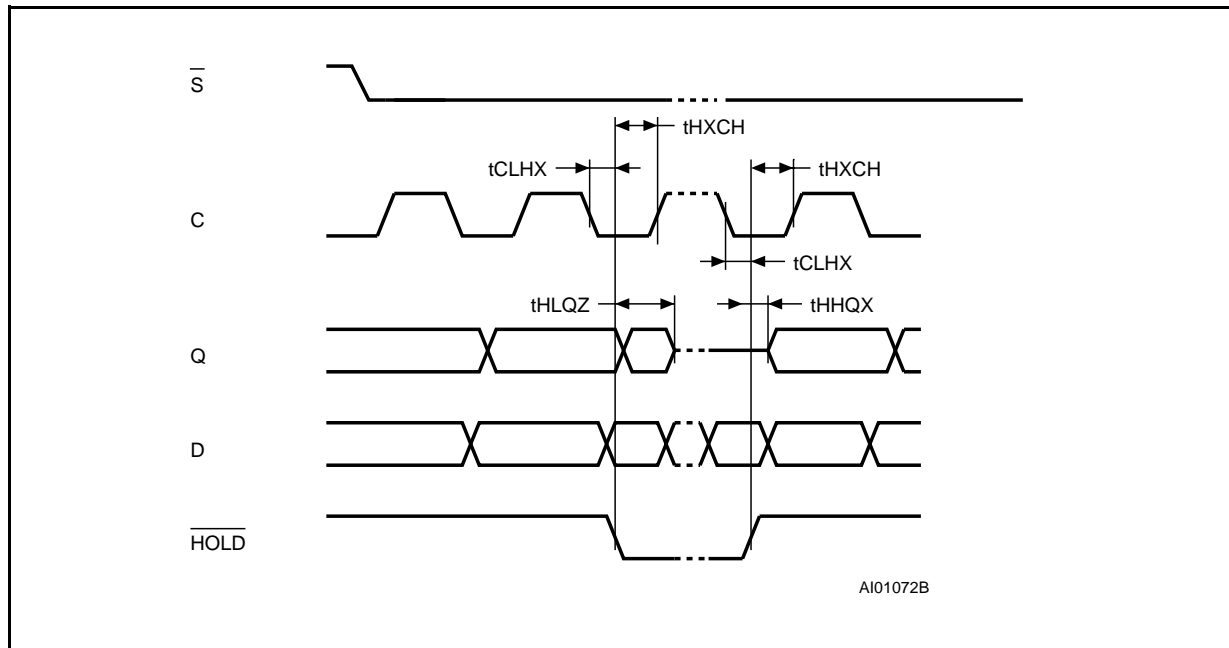 S
tHXCH
tCLHX
tHXCH
C
tCLHX
tHLQZ
tHHQX
Q
D
HOLD
AI01072B